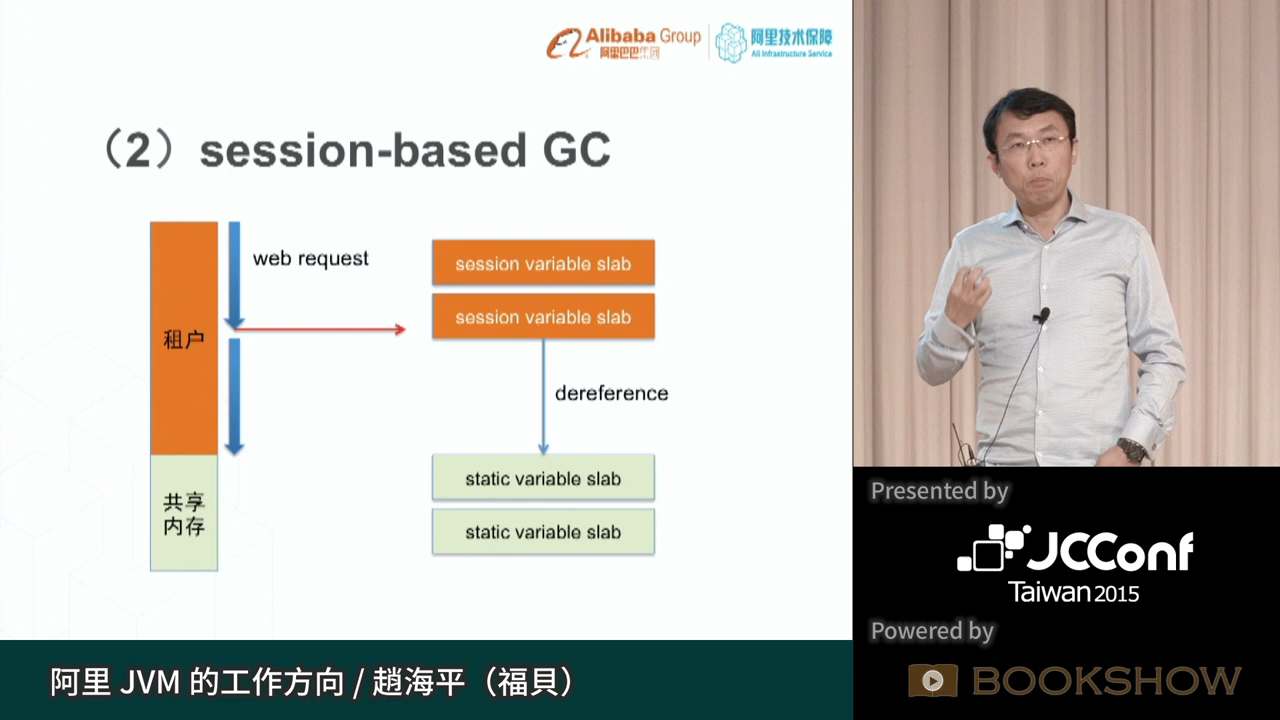 Alibaba Group
阿里巴巴集团
阿里技术保障
Ali Infrastructure Service
（2）session-based GC
web request
租户
session variable slab
session variable slab
dereference
共享
内存
static variable slab
static variable slab
Presented by
JCConf
Taiwan 2015
Powered by
BOOKSHOW
阿里 JVM 的工作方向 / 趙海平（福貝）